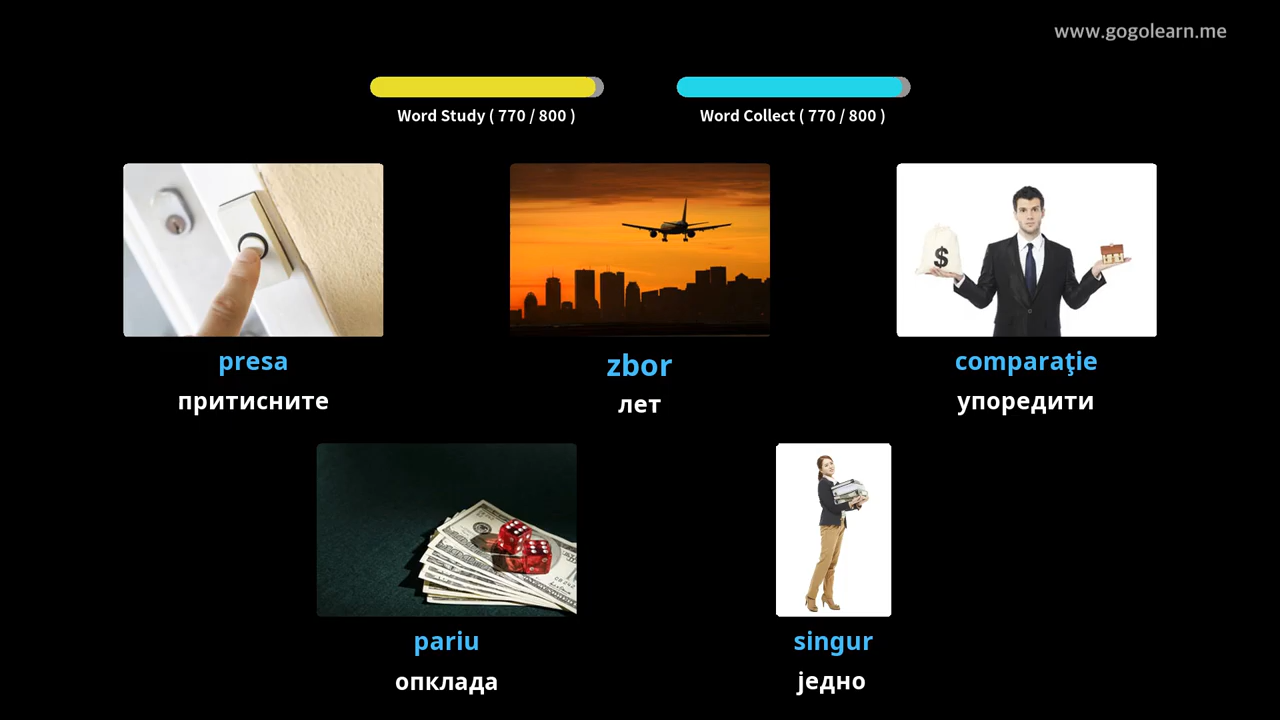 www.gogolearn.me
Word Study ( 770 / 800 )
Word Collect ( 770 / 800 )
presa
притисните
zbor
лет
comparaţie
упоредити
pariu
опклада
singur
једно